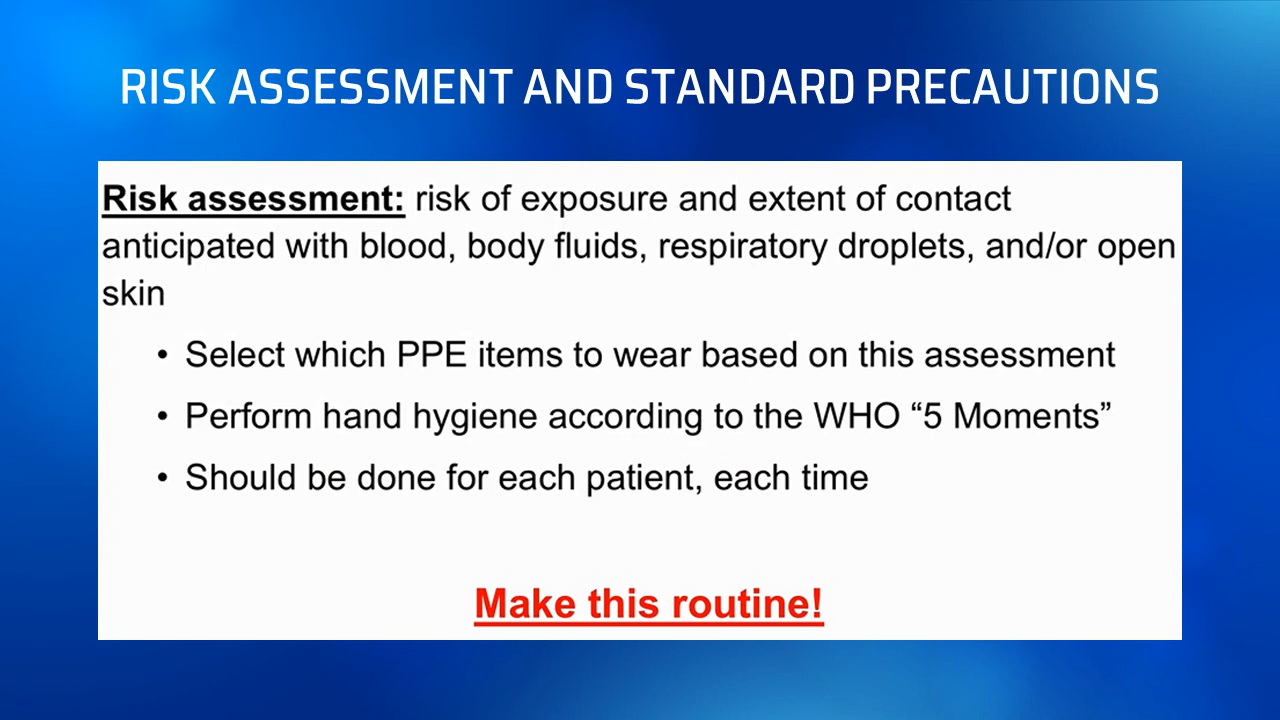 RISK ASSESSMENT AND STANDARD PRECAUTIONS
Risk assessment: risk of exposure and extent of contact
anticipated with blood, body fluids, respiratory droplets, and/or open
skin
• Select which PPE items to wear based on this assessment
• Perform hand hygiene according to the WHO “5 Moments”
• Should be done for each patient, each time
Make this routine!